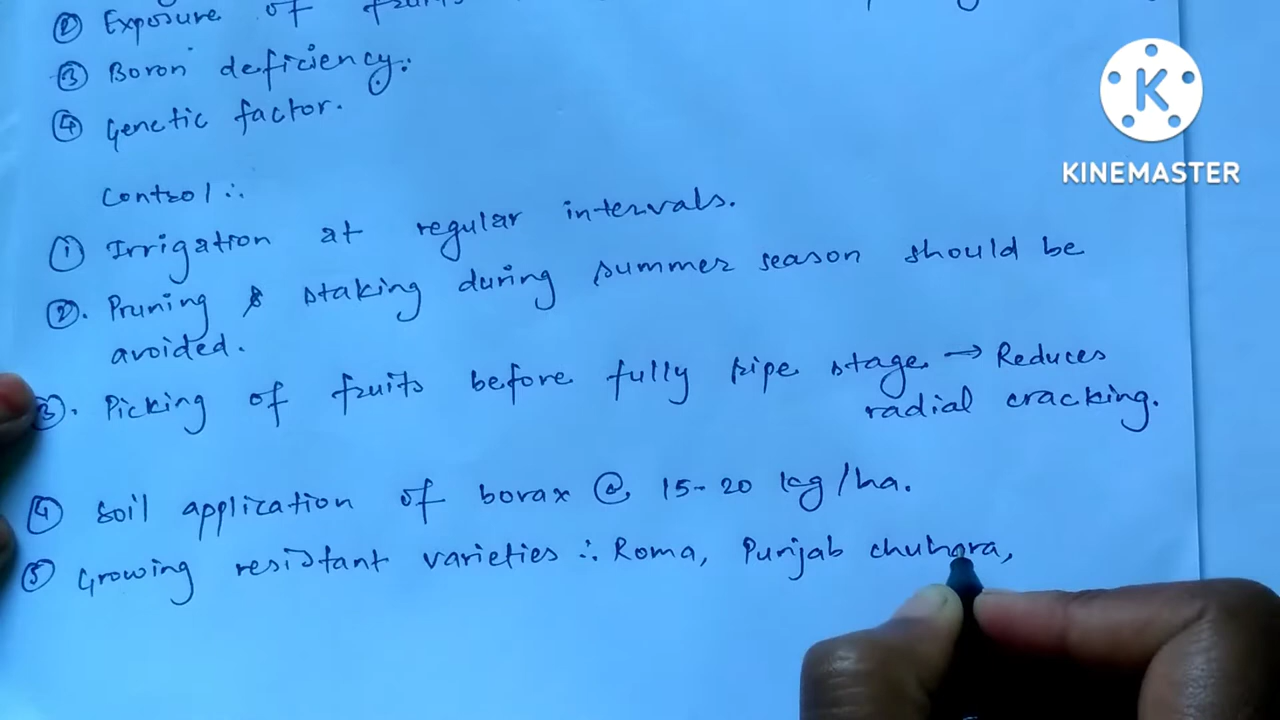 ② Exposure of fruits
③ Boron deficiency:
④ Genetic factor.
Control ∴
① Irrigation at regular intervals.
②. Pruning & staking during summer season should be
avoided.
③. Picking of fruits before fully ripe stage → Reduces
radial cracking.
④ Soil application of borax @ 15-20 kg/ha.
⑤ Growing resistant varieties ∴ Roma, Punjab chuhara,
K
KINEMASTER